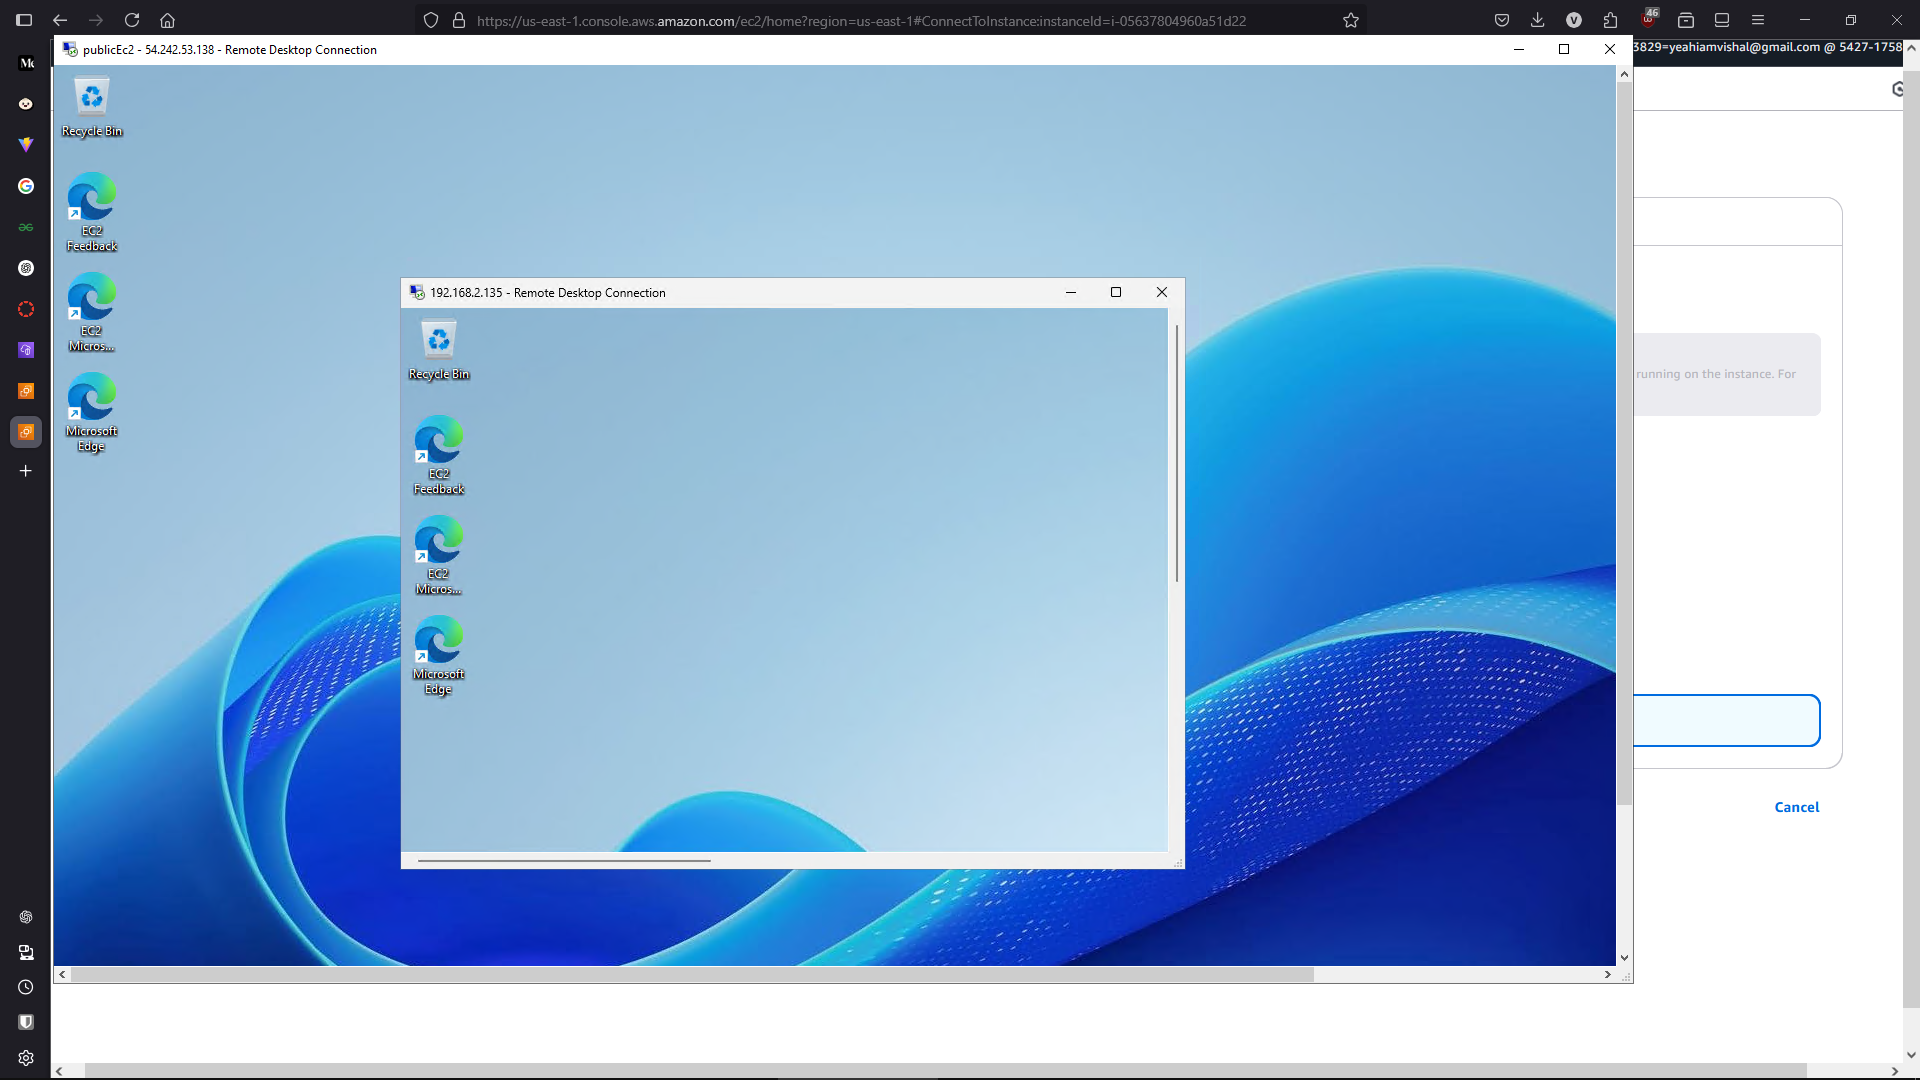 https://us-east-1.console.aws.amazon.com/ec2/home?region=us-east-1#ConnectToInstance:instanceId=i-05637804960a51d22
46
V
M
publicEc2 - 54.242.53.138 - Remote Desktop Connection
3829=yeahiamvishal@gmail.com @ 5427-1758
Recycle Bin
EC2
Feedback
EC2
Micros...
Microsoft
Edge
192.168.2.135 - Remote Desktop Connection
Recycle Bin
EC2
Feedback
EC2
Micros...
Microsoft
Edge
running on the instance. For
Cancel